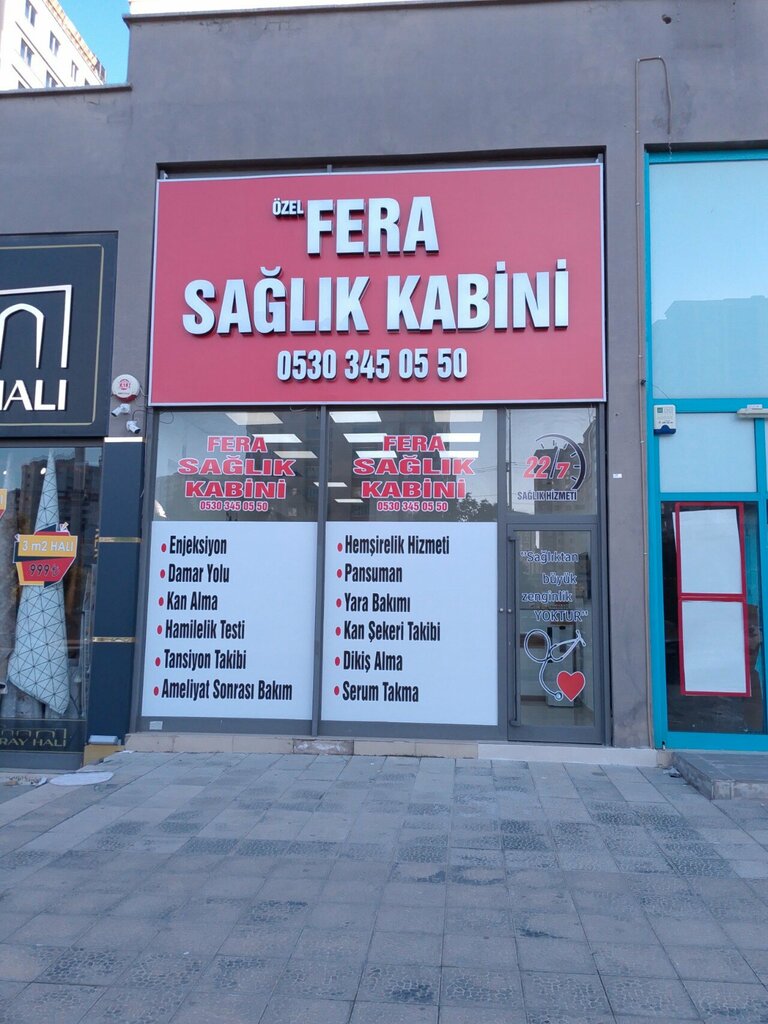 ÖZEL FERA
SAĞLIK KABİNİ
0530 345 05 50
FERA
SAĞLIK
KABİNİ
0530 345 05 50
FERA
SAĞLIK
KABİNİ
0530 345 05 50
22/7
SAĞLIK HİZMETİ
• Enjeksiyon
• Damar Yolu
• Kan Alma
• Hamilelik Testi
• Tansiyon Takibi
• Ameliyat Sonrası Bakım
• Hemşirelik Hizmeti
• Pansuman
• Yara Bakımı
• Kan Şekeri Takibi
• Dikiş Alma
• Serum Takma
"Sağlıktan
büyük
zenginlik
YOKTUR"
HALI
3 m2 HALI
999₺
RAY HALI